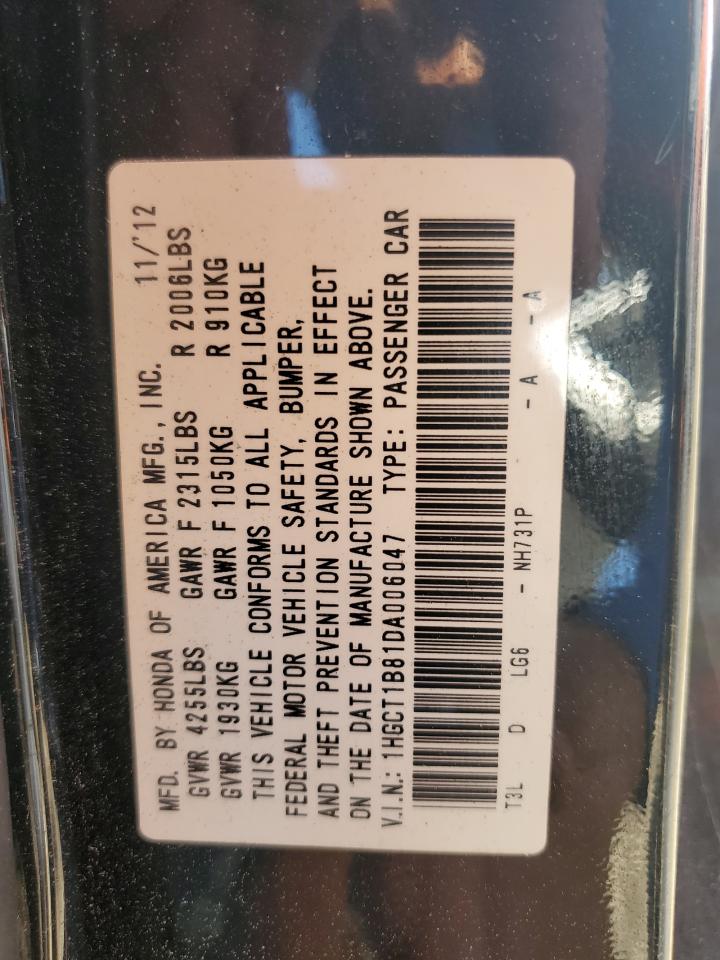 MFD. BY HONDA OF AMERICA MFG., INC. 11/'12
GVWR 4255LBS GAWR F 2315LBS R 2006LBS
GVWR 1930KG GAWR F 1050KG R 910KG
THIS VEHICLE CONFORMS TO ALL APPLICABLE
FEDERAL MOTOR VEHICLE SAFETY, BUMPER,
AND THEFT PREVENTION STANDARDS IN EFFECT
ON THE DATE OF MANUFACTURE SHOWN ABOVE.
V.I.N.: 1HGCT1B81DA006047 TYPE: PASSENGER CAR
T3L D LG6 - NH731P - A - A